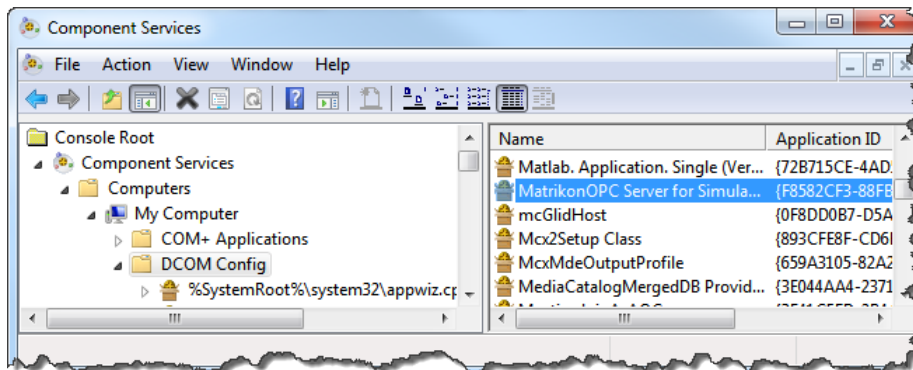 Component Services
File Action View Window Help
Console Root
Component Services
Computers
My Computer
COM+ Applications
DCOM Config
%SystemRoot%\system32\appwiz.cp
Name Application ID
Matlab. Application. Single (Ver... {72B715CE-4AD
MatrikonOPC Server for Simula... {F8582CF3-88FB
mcGlidHost {0F8DD0B7-D5A
Mcx2Setup Class {893CFE8F-CD6
McxMdeOutputProfile {659A3105-82A2
MediaCatalogMergedDB Provid... {3E044AA4-2371